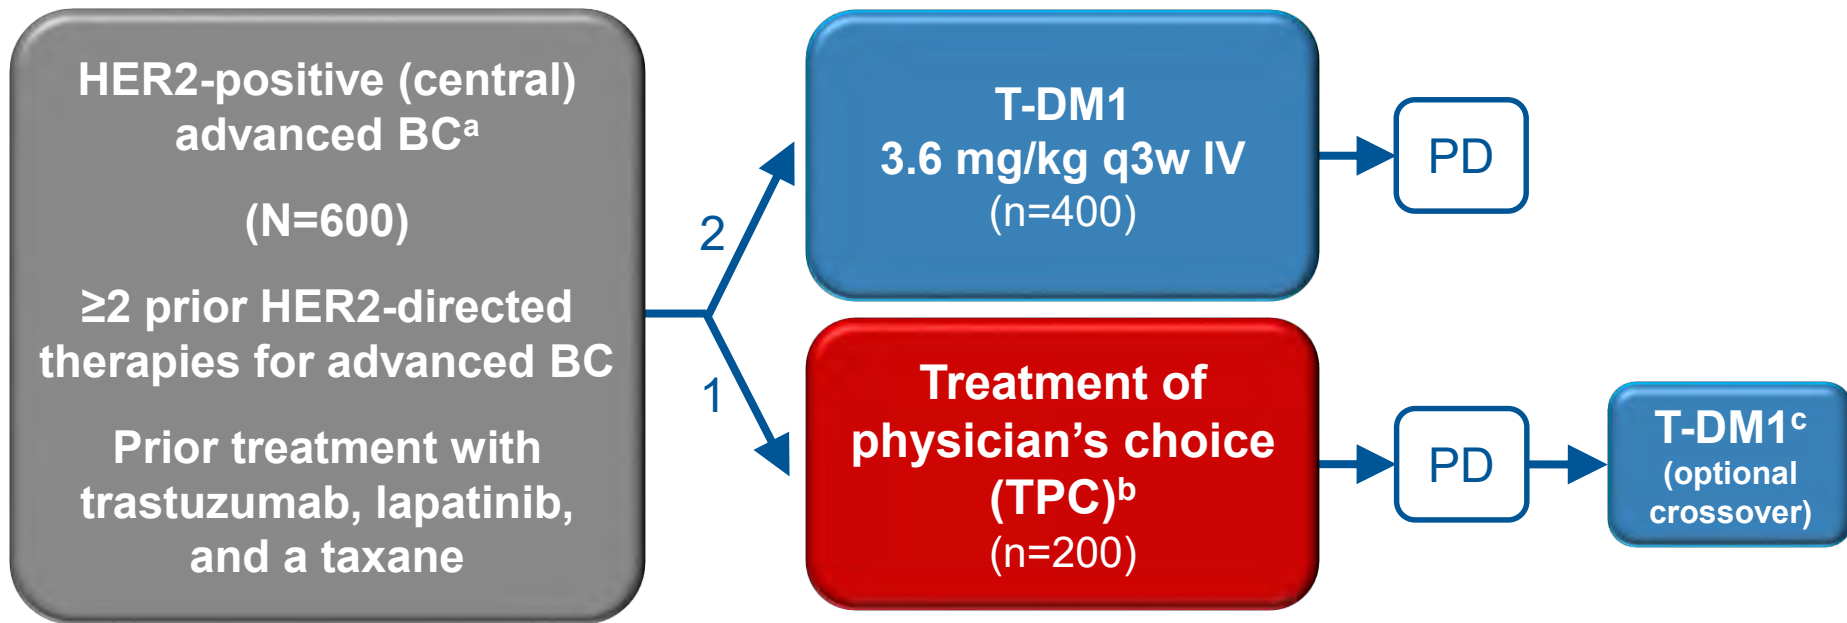 HER2-positive (central)
advanced BCᵃ
(N=600)
≥2 prior HER2-directed
therapies for advanced BC
Prior treatment with
trastuzumab, lapatinib,
and a taxane
2
1
T-DM1
3.6 mg/kg q3w IV
(n=400)
PD
Treatment of
physician’s choice
(TPC)ᵇ
(n=200)
PD
T-DM1ᶜ
(optional
crossover)